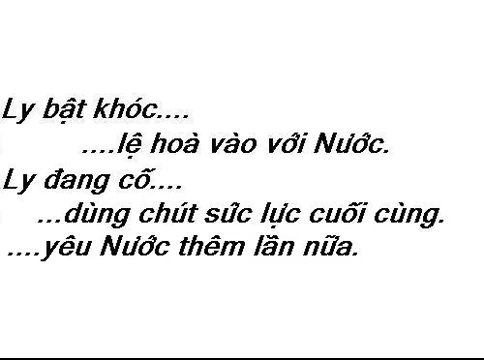 Ly bật khóc....
....lệ hoà vào với Nước.
Ly đang cố....
...dùng chút sức lực cuối cùng.
....yêu Nước thêm lần nữa.